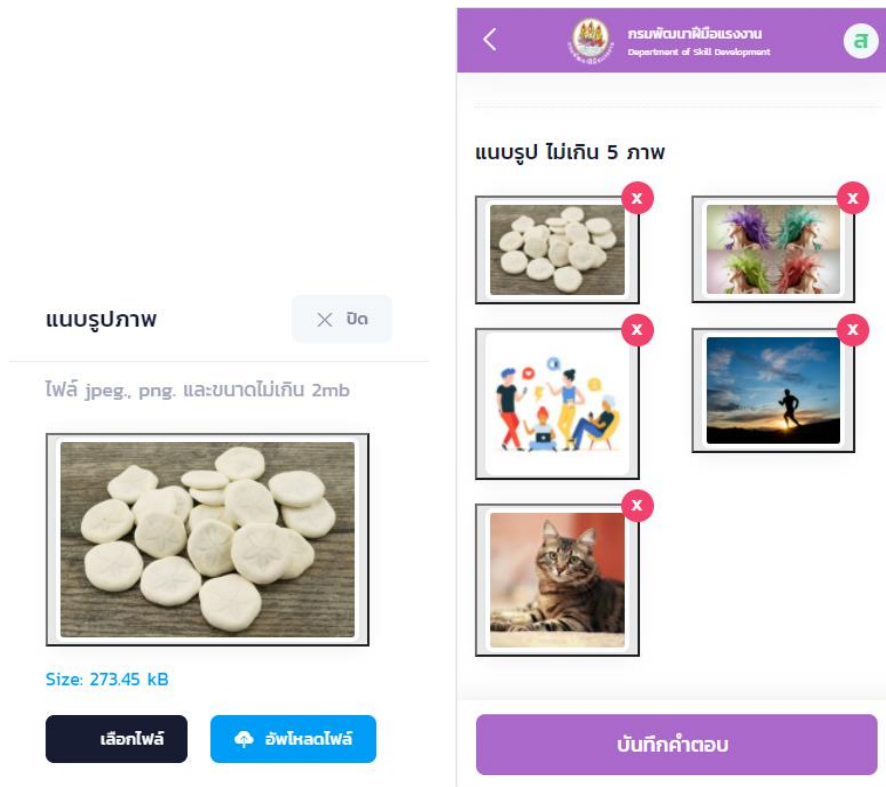 แนบรูปภาพ
ปิด
ไฟล์ jpeg., png. และขนาดไม่เกิน 2mb
Size: 273.45 kB
เลือกไฟล์
อัพโหลดไฟล์
กรมพัฒนาฝีมือแรงงาน
Department of Skill Development
ส
แนบรูป ไม่เกิน 5 ภาพ
x
x
x
x
x
บันทึกคำตอบ